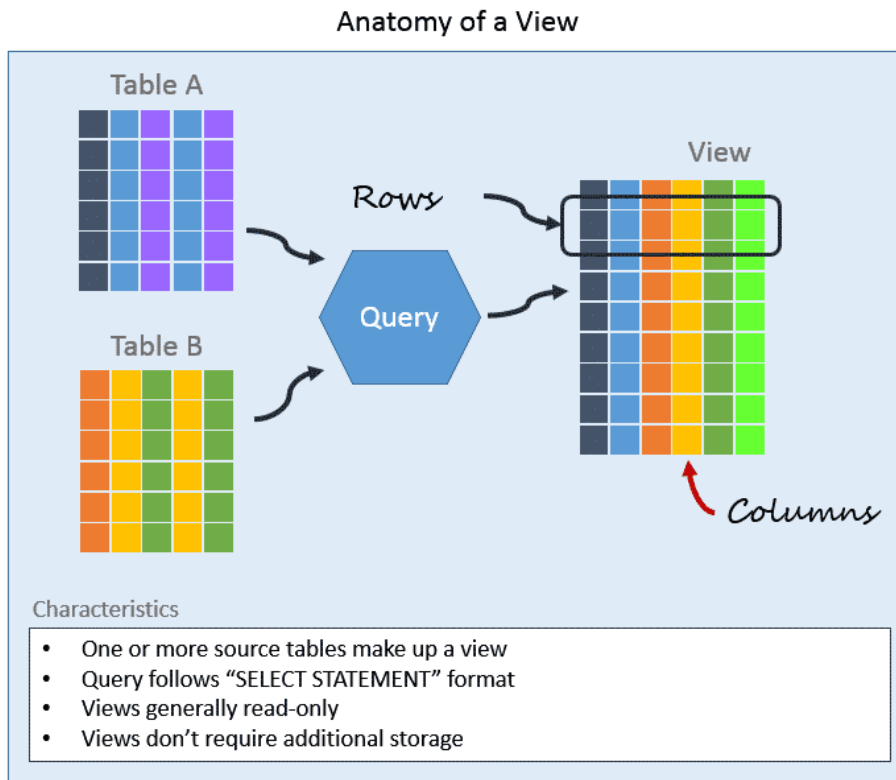 Anatomy of a View
Table A
View
Rows
Query
Table B
Columns
Characteristics
• One or more source tables make up a view
• Query follows “SELECT STATEMENT” format
• Views generally read-only
• Views don’t require additional storage